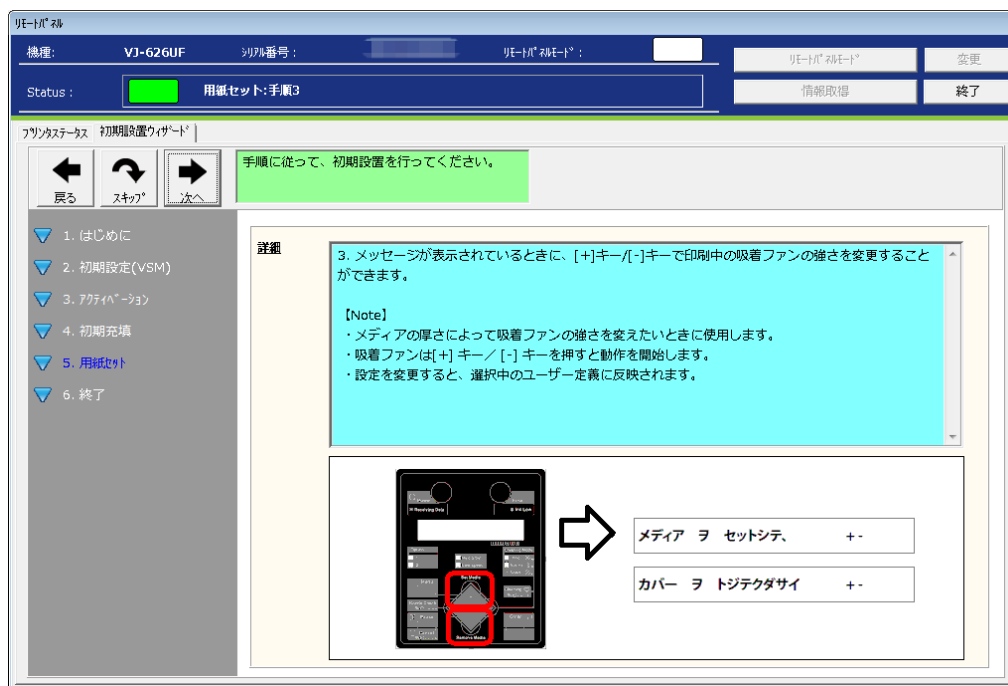 リモートパネル
機種: VJ-626UF シリアル番号: リモートパネルモード:
リモートパネルモード 変更
Status: 用紙セット:手順3
情報取得 終了
プリンタステータス 初期設置ウィザード
戻る スキップ 次へ
手順に従って、初期設置を行ってください。
1. はじめに
2. 初期設定(VSM)
3. アクティベーション
4. 初期充填
5. 用紙セット
6. 終了
詳細
3. メッセージが表示されているときに、[+]キー/[-]キーで印刷中の吸着ファンの強さを変更すること
ができます。
【Note】
・メディアの厚さによって吸着ファンの強さを変えたいときに使用します。
・吸着ファンは[+] キー／ [-] キーを押すと動作を開始します。
・設定を変更すると、選択中のユーザー定義に反映されます。
Receiving Data
Ink type
Menu
Set Media
Pause
Cancel
Remove Media
メディア ヲ セットシテ、 + -
カバー ヲ トジテクダサイ + -